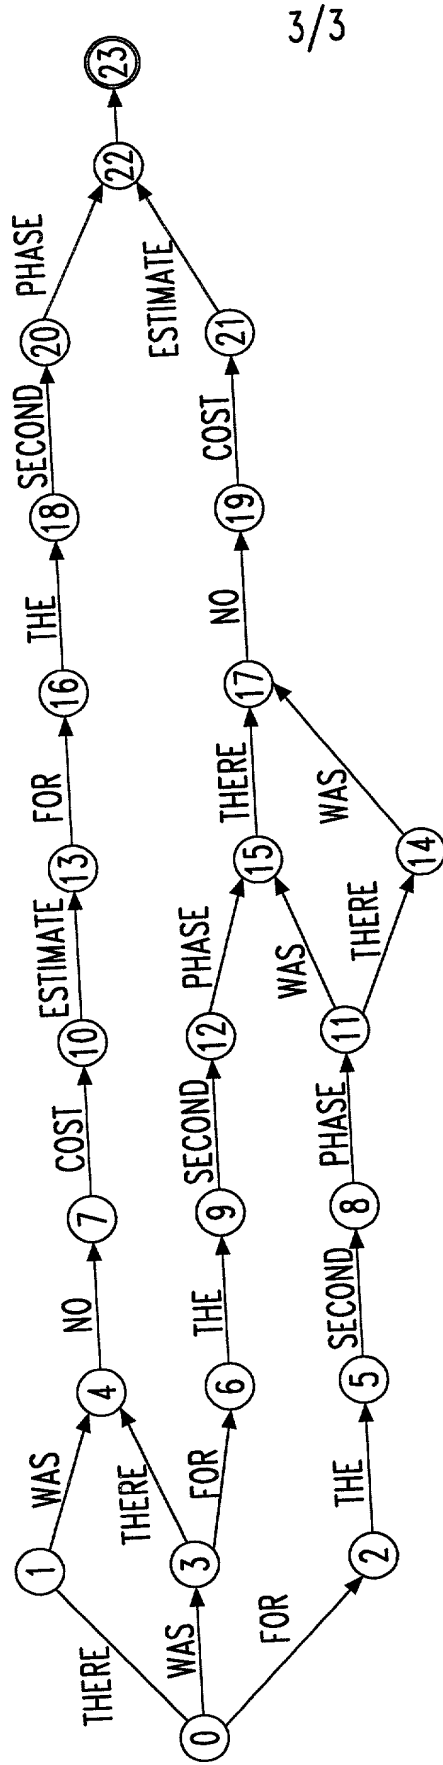 3/3
0
THERE
WAS
FOR
1
3
2
WAS
THERE
FOR
THE
4
6
5
NO
THE
SECOND
7
9
8
COST
SECOND
PHASE
10
12
11
ESTIMATE
PHASE
WAS
THERE
13
15
14
FOR
THERE
WAS
16
17
THE
NO
18
19
SECOND
COST
20
21
PHASE
ESTIMATE
22
23